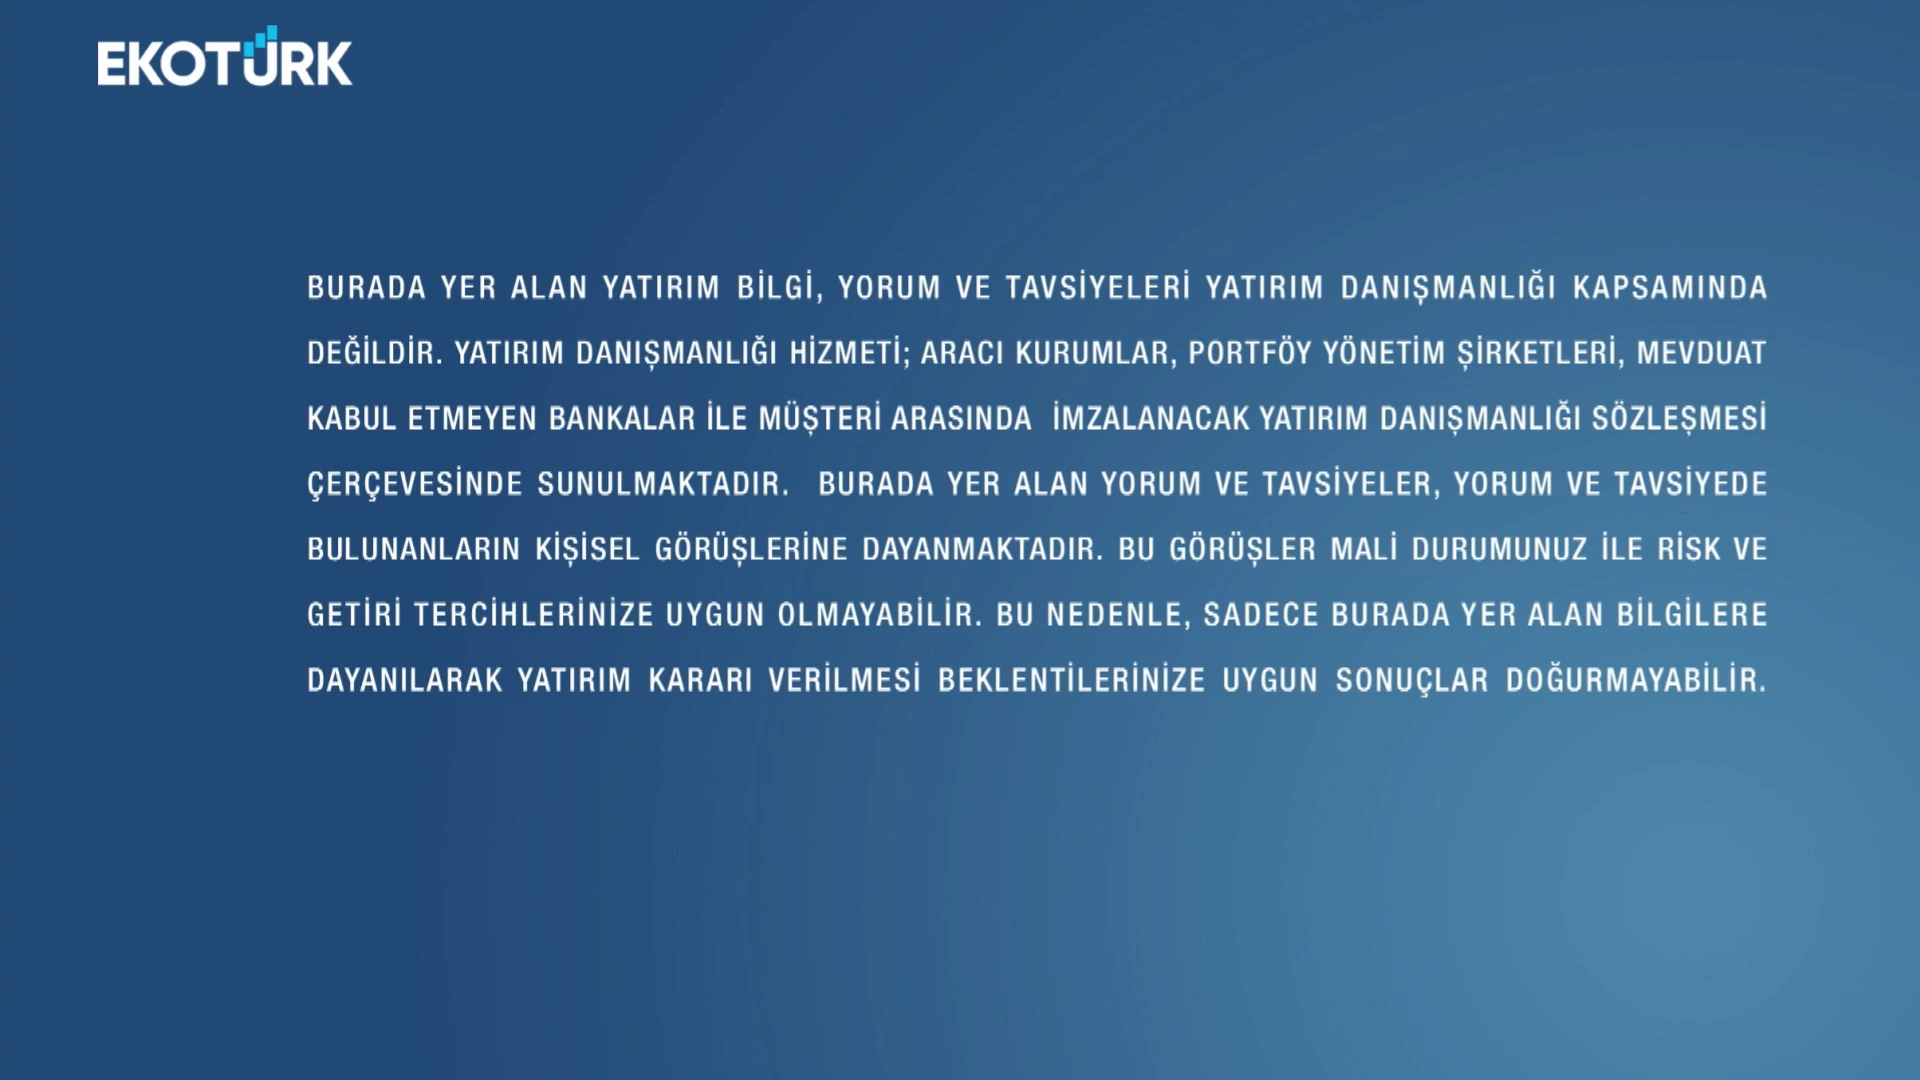 EKOTÜRK
BURADA YER ALAN YATIRIM BİLGİ, YORUM VE TAVSİYELERİ YATIRIM DANIŞMANLIĞI KAPSAMINDA
DEĞİLDİR. YATIRIM DANIŞMANLIĞI HİZMETİ; ARACI KURUMLAR, PORTFÖY YÖNETİM ŞİRKETLERİ, MEVDUAT
KABUL ETMEYEN BANKALAR İLE MÜŞTERİ ARASINDA İMZALANACAK YATIRIM DANIŞMANLIĞI SÖZLEŞMESİ
ÇERÇEVESİNDE SUNULMAKTADIR. BURADA YER ALAN YORUM VE TAVSİYELER, YORUM VE TAVSİYEDE
BULUNANLARIN KİŞİSEL GÖRÜŞLERİNE DAYANMAKTADIR. BU GÖRÜŞLER MALİ DURUMUNUZ İLE RİSK VE
GETİRİ TERCİHLERİNİZE UYGUN OLMAYABİLİR. BU NEDENLE, SADECE BURADA YER ALAN BİLGİLERE
DAYANILARAK YATIRIM KARARI VERİLMESİ BEKLENTİLERİNİZE UYGUN SONUÇLAR DOĞURMAYABİLİR.